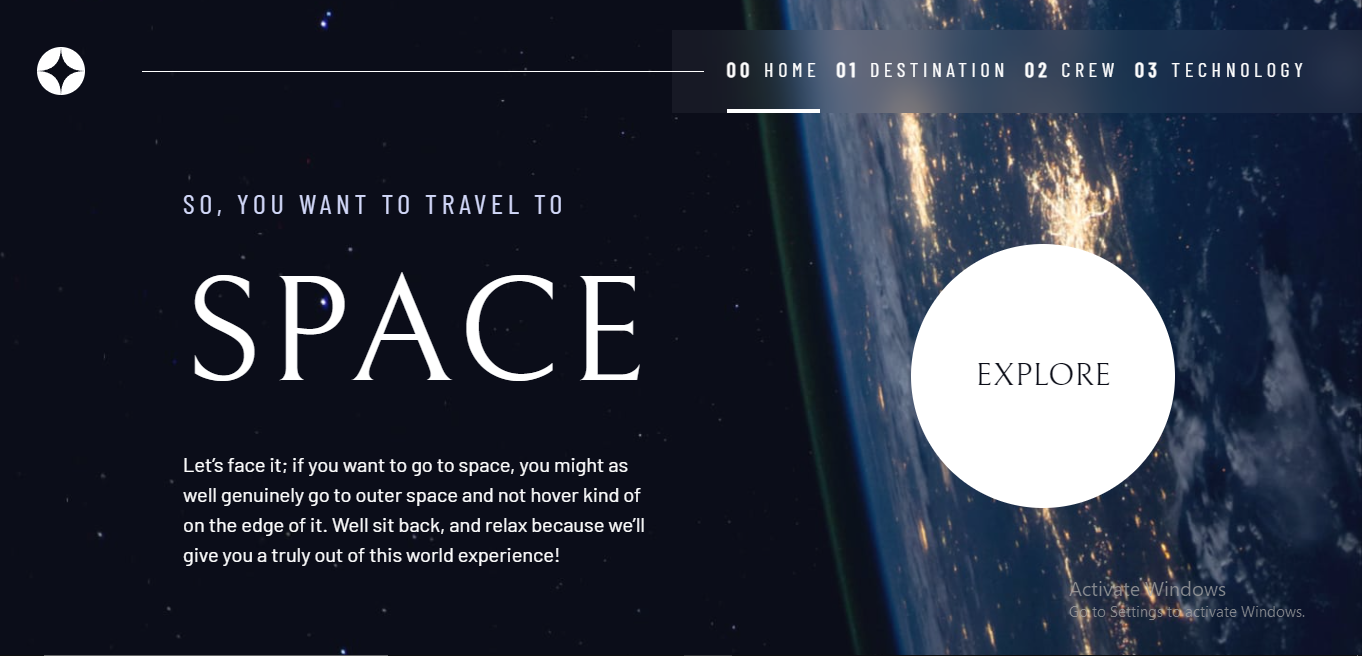 00 HOME 01 DESTINATION 02 CREW 03 TECHNOLOGY
SO, YOU WANT TO TRAVEL TO
SPACE
Let’s face it; if you want to go to space, you might as
well genuinely go to outer space and not hover kind of
on the edge of it. Well sit back, and relax because we’ll
give you a truly out of this world experience!
EXPLORE
Activate Windows
Go to Settings to activate Windows.